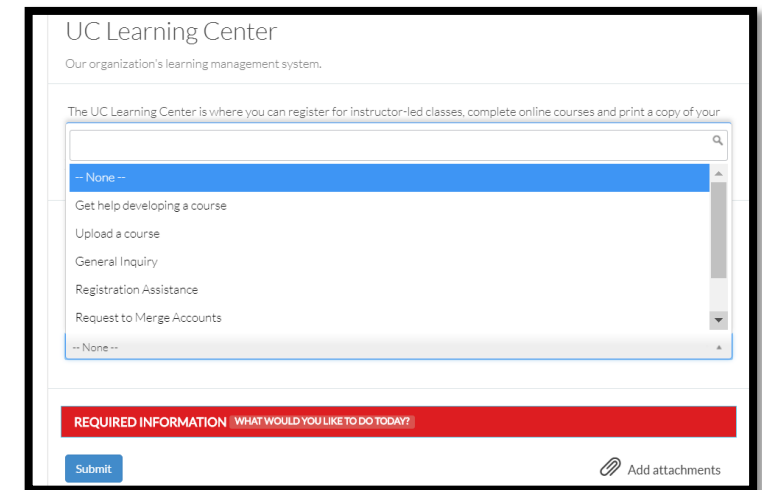 UC Learning Center
Our organization's learning management system.
The UC Learning Center is where you can register for instructor-led classes, complete online courses and print a copy of your
-- None --
Get help developing a course
Upload a course
General Inquiry
Registration Assistance
Request to Merge Accounts
-- None --
REQUIRED INFORMATION WHAT WOULD YOU LIKE TO DO TODAY?
Submit Add attachments